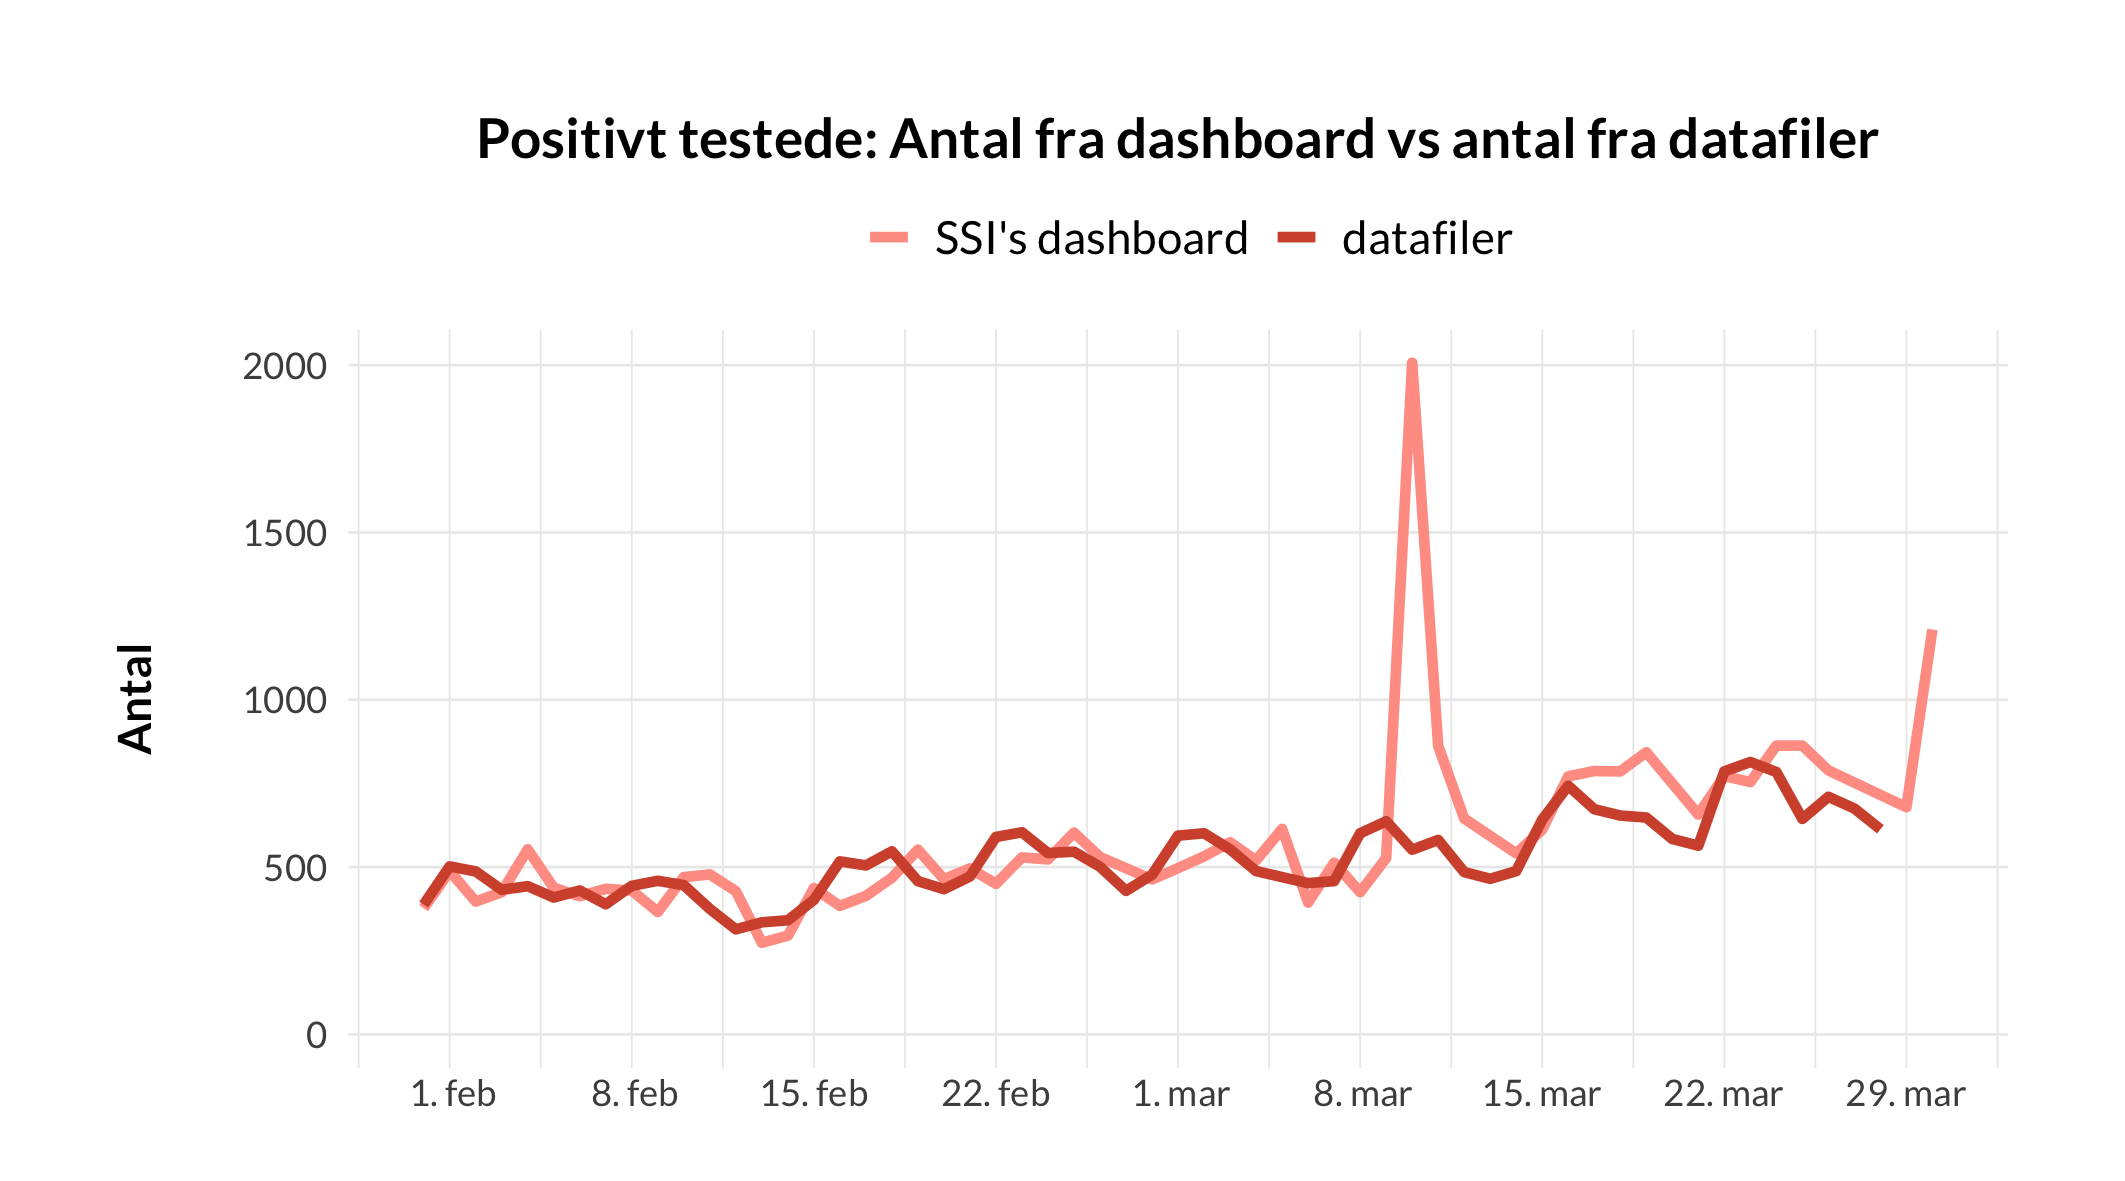 Positivt testede: Antal fra dashboard vs antal fra datafiler
SSI's dashboard datafiler
Antal
2000
1500
1000
500
0
1. feb 8. feb 15. feb 22. feb 1. mar 8. mar 15. mar 22. mar 29. mar